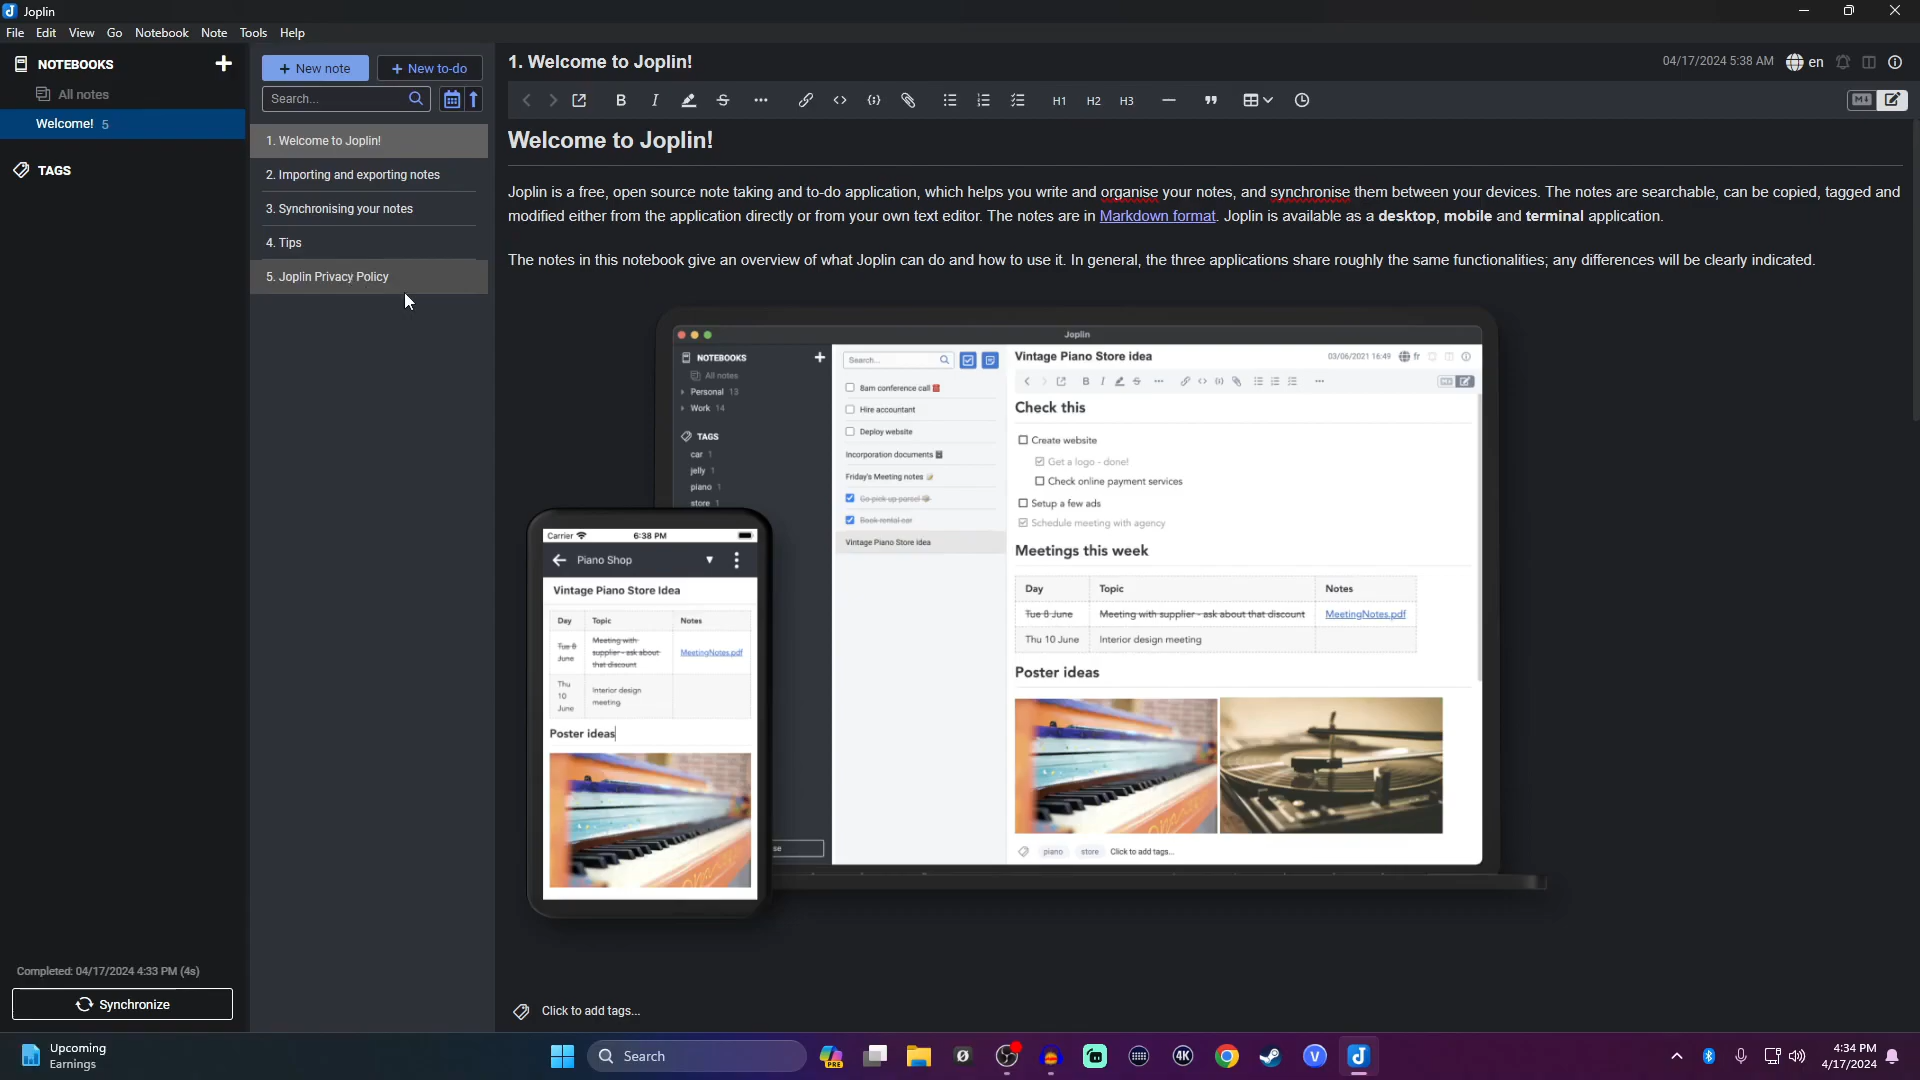 Joplin
File Edit View Go Notebook Note Tools Help
NOTEBOOKS
All notes
Welcome! 5
TAGS
Completed: 04/17/2024 4:33 PM (4s)
Synchronize
New note
New to-do
Search...
1. Welcome to Joplin!
2. Importing and exporting notes
3. Synchronising your notes
4. Tips
5. Joplin Privacy Policy
1. Welcome to Joplin!
04/17/2024 5:38 AM en
B I S H1 H2 H3
Welcome to Joplin!
Joplin is a free, open source note taking and to-do application, which helps you write and organise your notes, and synchronise them between your devices. The notes are searchable, can be copied, tagged and
modified either from the application directly or from your own text editor. The notes are in Markdown format. Joplin is available as a desktop, mobile and terminal application.
The notes in this notebook give an overview of what Joplin can do and how to use it. In general, the three applications share roughly the same functionalities; any differences will be clearly indicated.
Joplin
NOTEBOOKS
All notes
Personal 13
Work 14
TAGS
car 1
jelly 1
piano 1
store 1
Search...
8am conference call
Hire accountant
Deploy website
Incorporation documents
Friday's Meeting notes
Go pick up parcel
Book rental car
Vintage Piano Store idea
Vintage Piano Store idea
03/06/2021 16:49 fr
B I S
Check this
Create website
Get a logo - done!
Check online payment services
Setup a few ads
Schedule meeting with agency
Meetings this week
Day Topic Notes
Tue 8 June Meeting with supplier - ask about that discount MeetingNotes.pdf
Thu 10 June Interior design meeting
Poster ideas
piano store Click to add tags...
Carrier 6:38 PM
Piano Shop
Vintage Piano Store Idea
Day Topic Notes
Tue 8 June
Meeting with supplier - ask about that discount
MeetingNotes.pdf
Thu 10 June
Interior design meeting
Poster ideas
Click to add tags...
Upcoming
Earnings
Search
PRE
4K
V
4:34 PM
4/17/2024